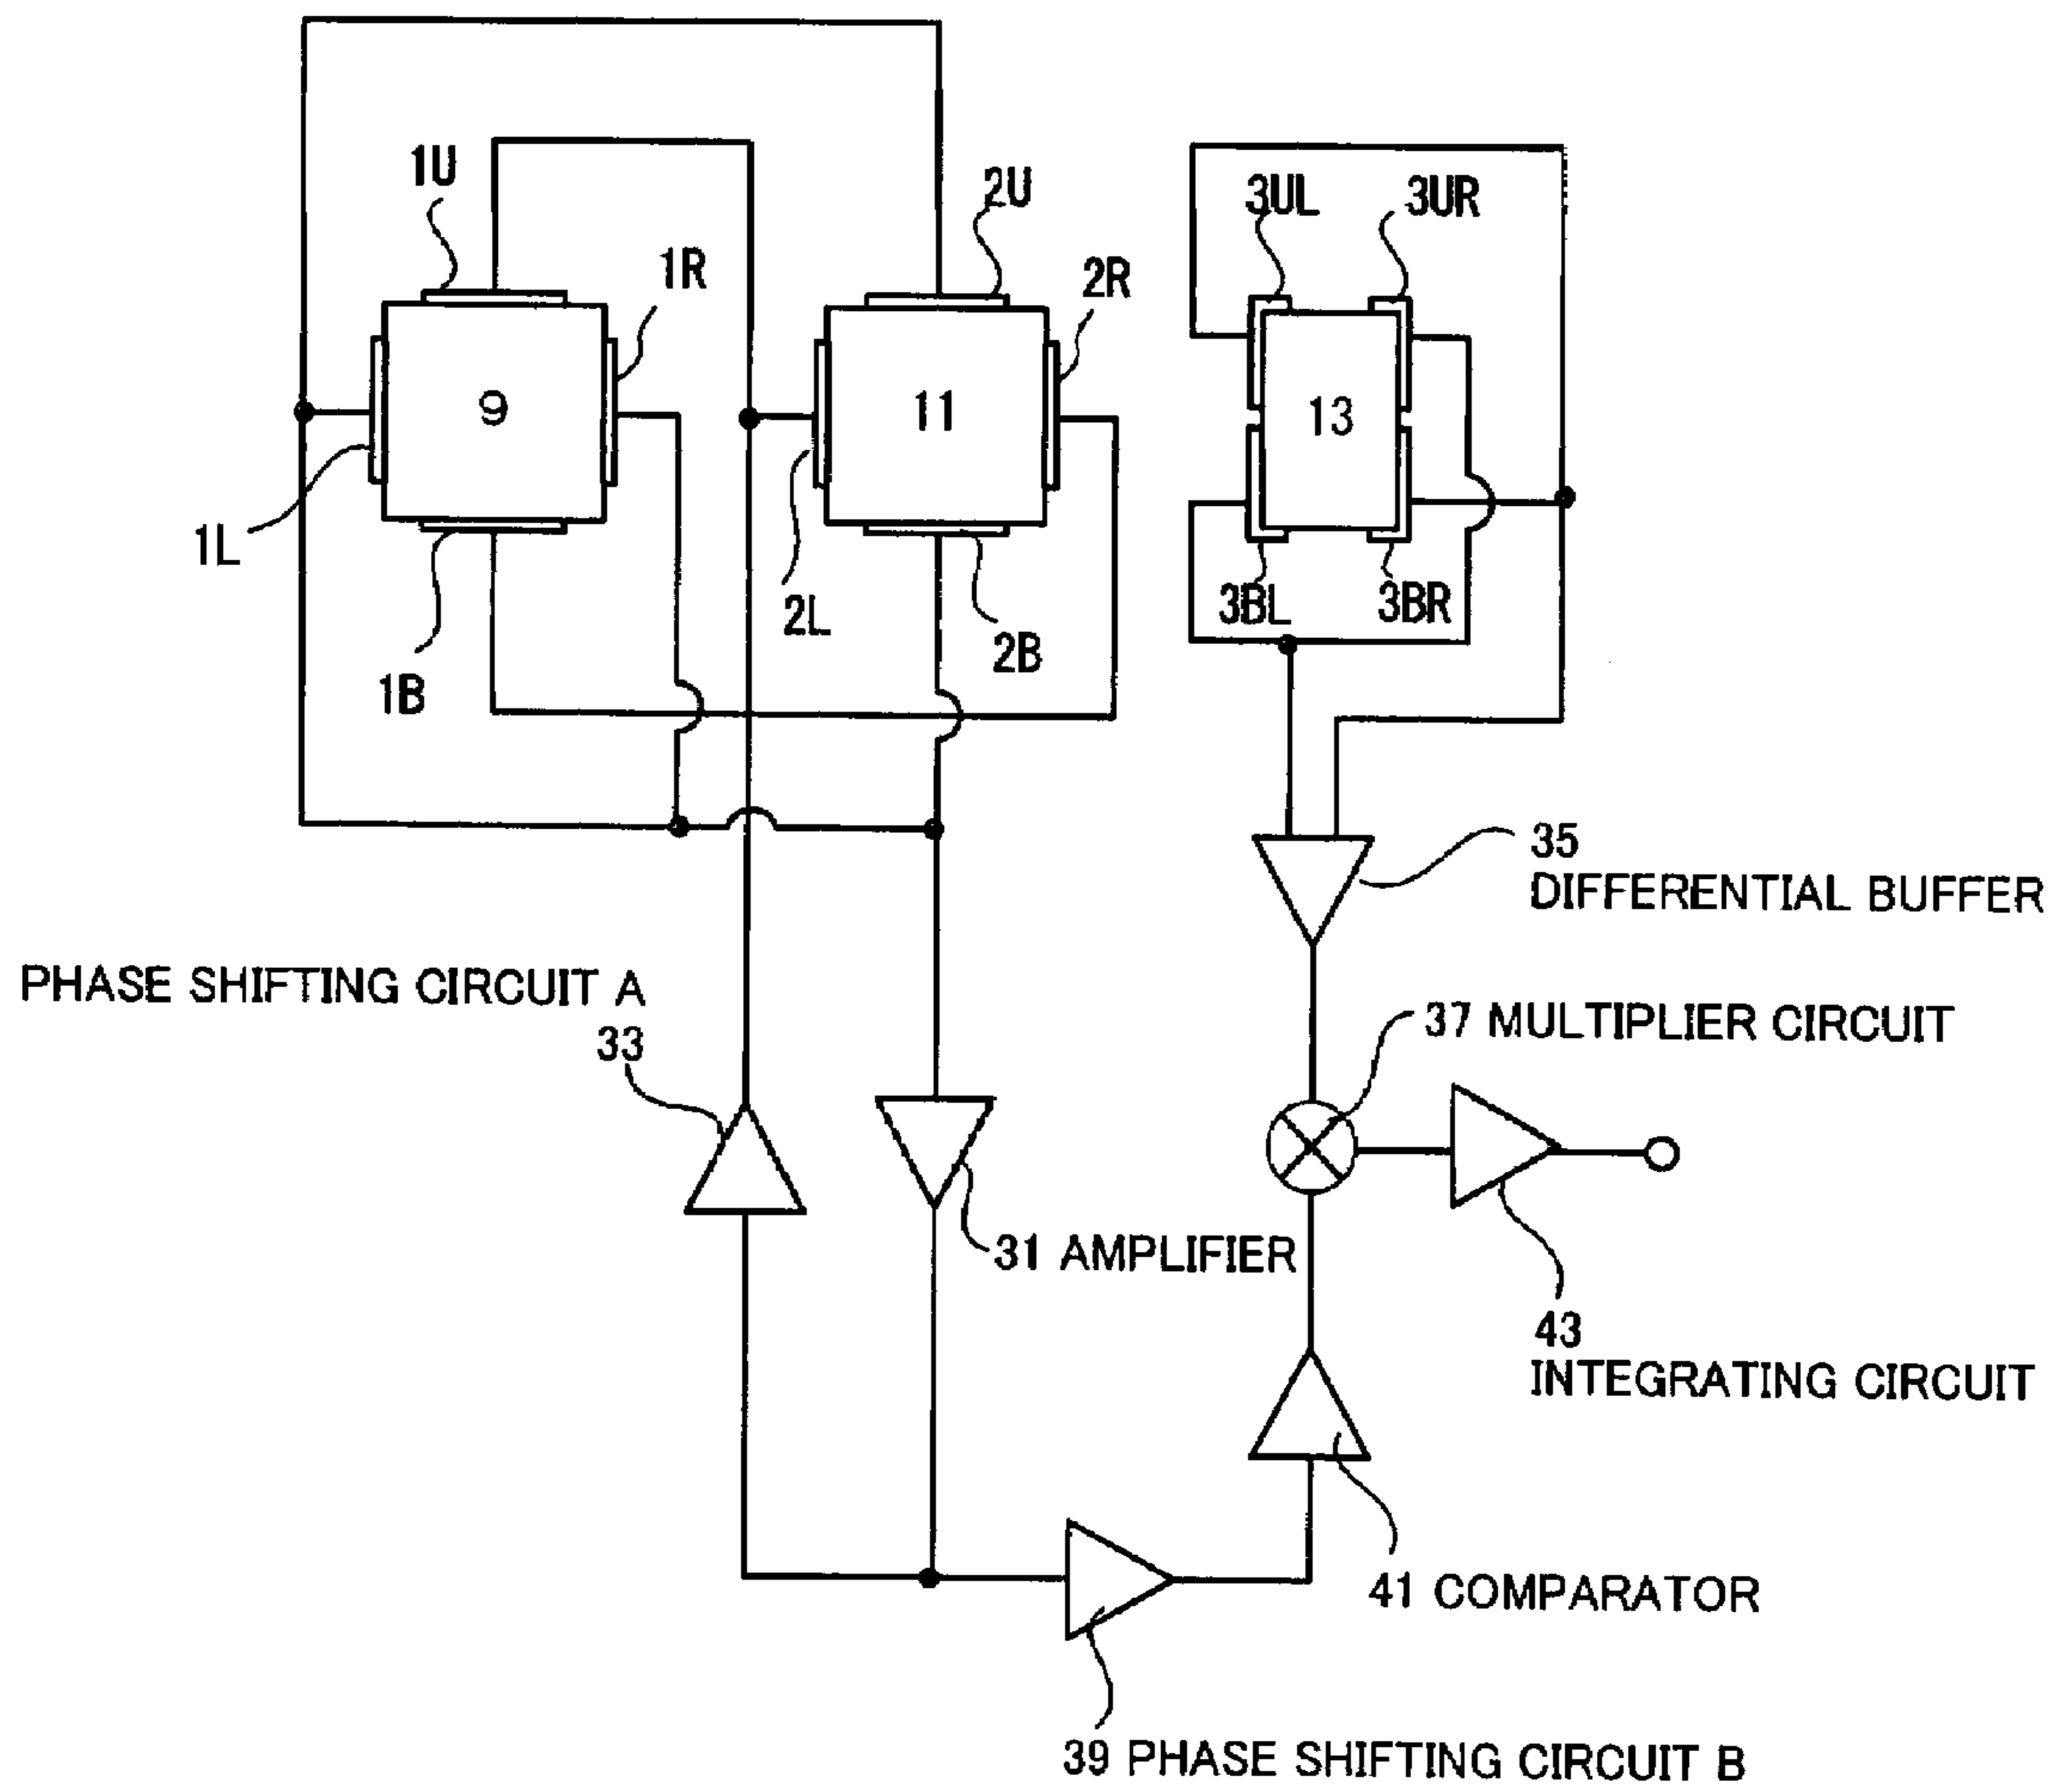 1U
2U
3UL
3UR
1R
2R
9
11
13
1L
2L
3BL
3BR
1B
2B
35
DIFFERENTIAL BUFFER
PHASE SHIFTING CIRCUIT A
33
37 MULTIPLIER CIRCUIT
31 AMPLIFIER
43
INTEGRATING CIRCUIT
41 COMPARATOR
39 PHASE SHIFTING CIRCUIT B